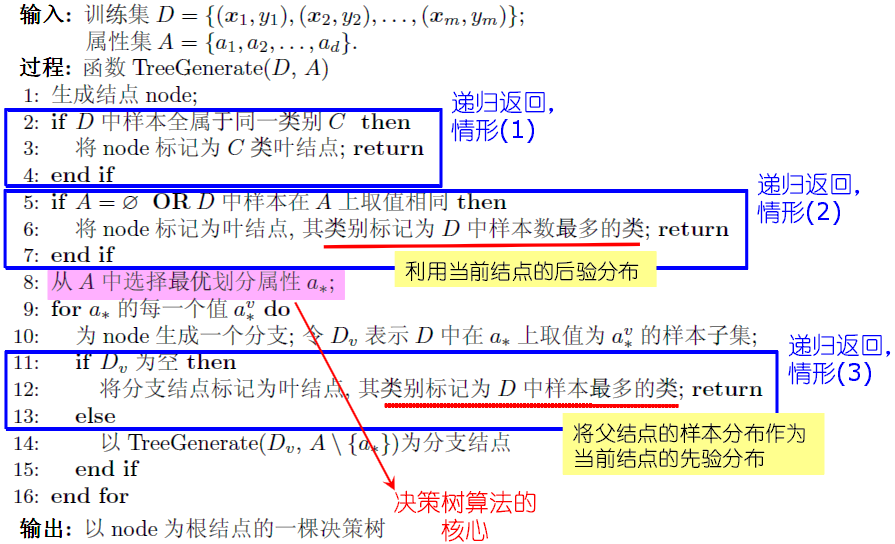 输入: 训练集 D = {(x₁, y₁), (x₂, y₂), . . . , (xₘ, yₘ)};
属性集 A = {a₁, a₂, . . . , a_d}.
过程: 函数 TreeGenerate(D, A)
1: 生成结点 node;
2: if D 中样本全属于同一类别 C then
3: 将 node 标记为 C 类叶结点; return
4: end if
递归返回,
情形(1)
5: if A = ∅ OR D 中样本在 A 上取值相同 then
6: 将 node 标记为叶结点, 其类别标记为 D 中样本数最多的类; return
7: end if
递归返回,
情形(2)
利用当前结点的后验分布
8: 从 A 中选择最优划分属性 a_*;
9: for a_* 的每一个值 a_*^v do
10: 为 node 生成一个分支; 令 D_v 表示 D 中在 a_* 上取值为 a_*^v 的样本子集;
11: if D_v 为空 then
12: 将分支结点标记为叶结点, 其类别标记为 D 中样本最多的类; return
13: else
递归返回,
情形(3)
14: 以 TreeGenerate(D_v, A \ {a_*})为分支结点
15: end if
16: end for
将父结点的样本分布作为
当前结点的先验分布
决策树算法的
核心
输出: 以 node 为根结点的一棵决策树